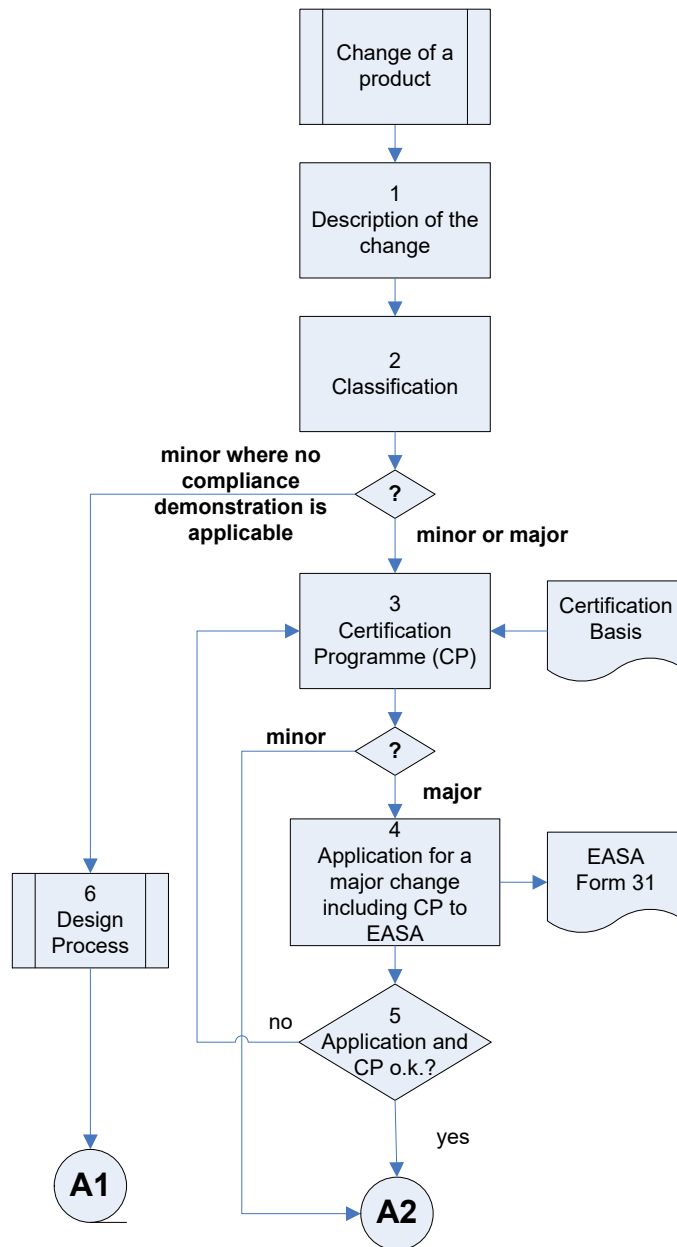 Change of a
product
1
Description of the
change
2
Classification
minor where no
compliance
demonstration is
applicable
?
minor or major
3
Certification
Programme (CP)
Certification
Basis
minor
?
major
4
Application for a
major change
including CP to
EASA
EASA
Form 31
6
Design
Process
no
5
Application and
CP o.k.?
yes
A1
A2